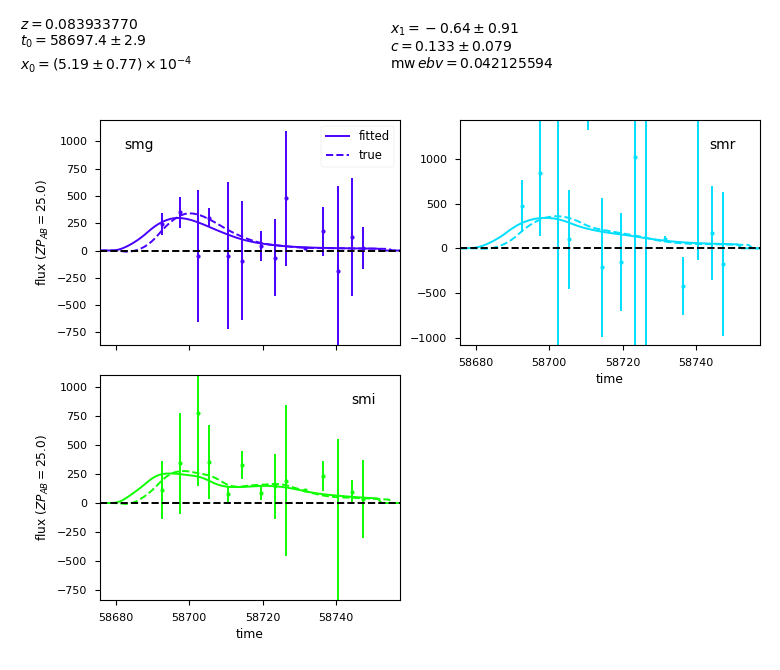 z = 0.083933770
t₀ = 58697.4 ± 2.9
x₀ = (5.19 ± 0.77) × 10⁻⁴
x₁ = −0.64 ± 0.91
c = 0.133 ± 0.079
mw ebv = 0.042125594
smg
fitted
true
1000
750
500
250
0
−250
−500
−750
flux (ZP_AB = 25.0)
smr
1000
500
0
−500
−1000
58680
58700
58720
58740
time
smi
1000
750
500
250
0
−250
−500
−750
flux (ZP_AB = 25.0)
58680
58700
58720
58740
time